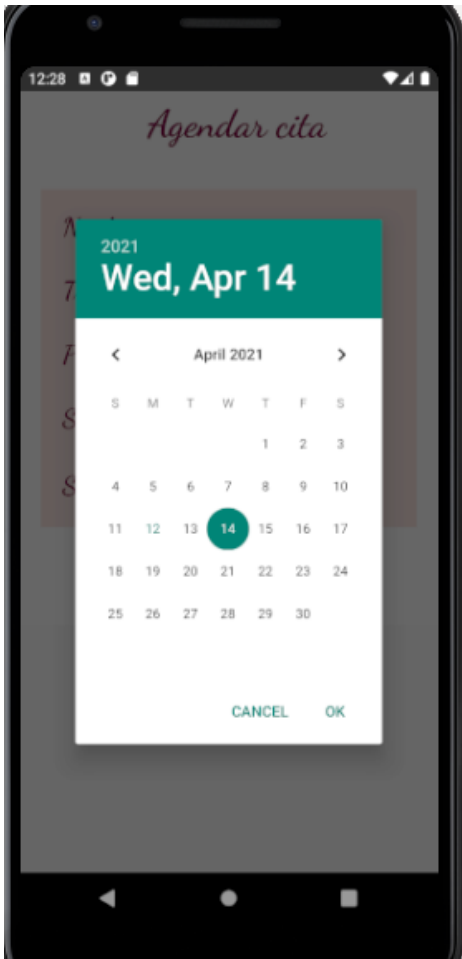 12:28
Agendar cita
2021
Wed, Apr 14
April 2021
S M T W T F S
1 2 3
4 5 6 7 8 9 10
11 12 13 14 15 16 17
18 19 20 21 22 23 24
25 26 27 28 29 30
CANCEL OK